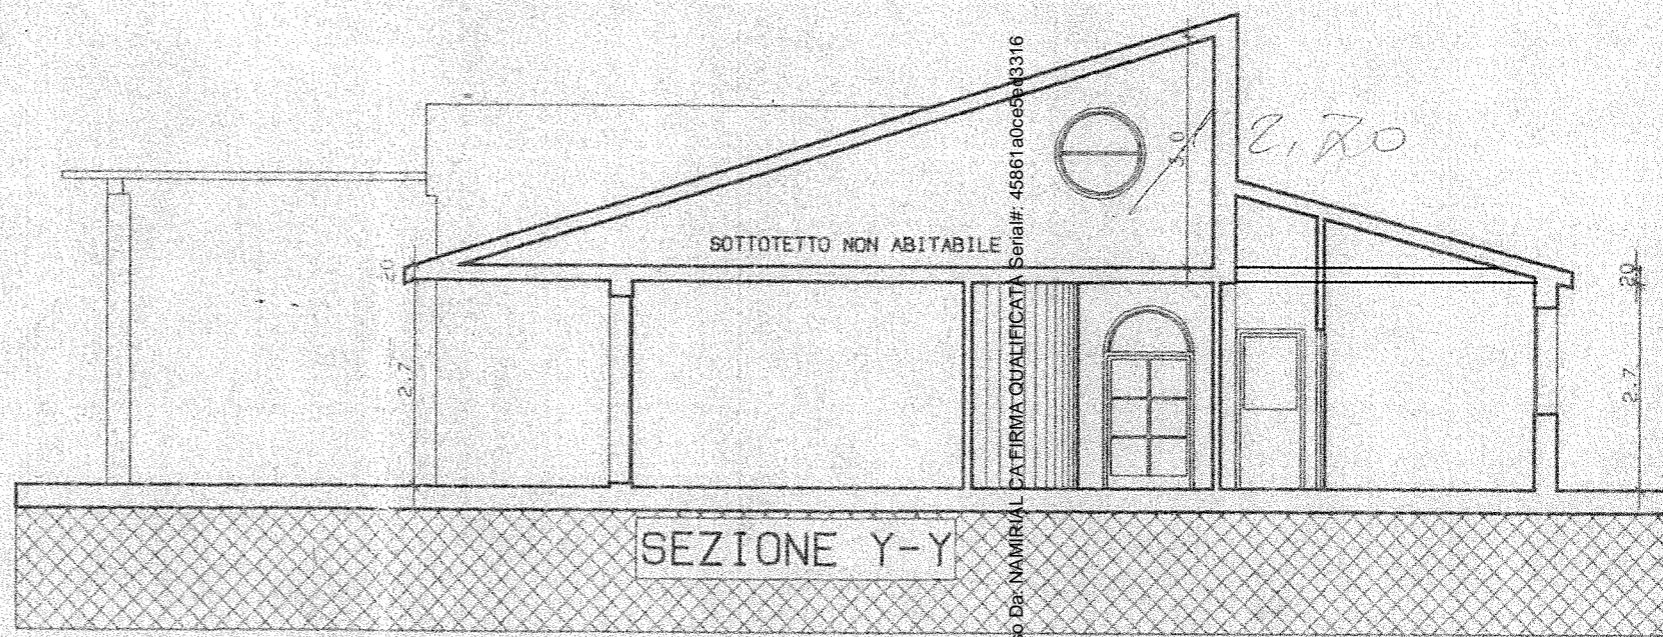 3.0
2,70
SOTTOTETTO NON ABITABILE
20
2.7
20
2.7
SEZIONE Y-Y
o Da: NAMIRIAL CA FIRMA QUALIFICATA Serial#: 45861a0ce5ed3316